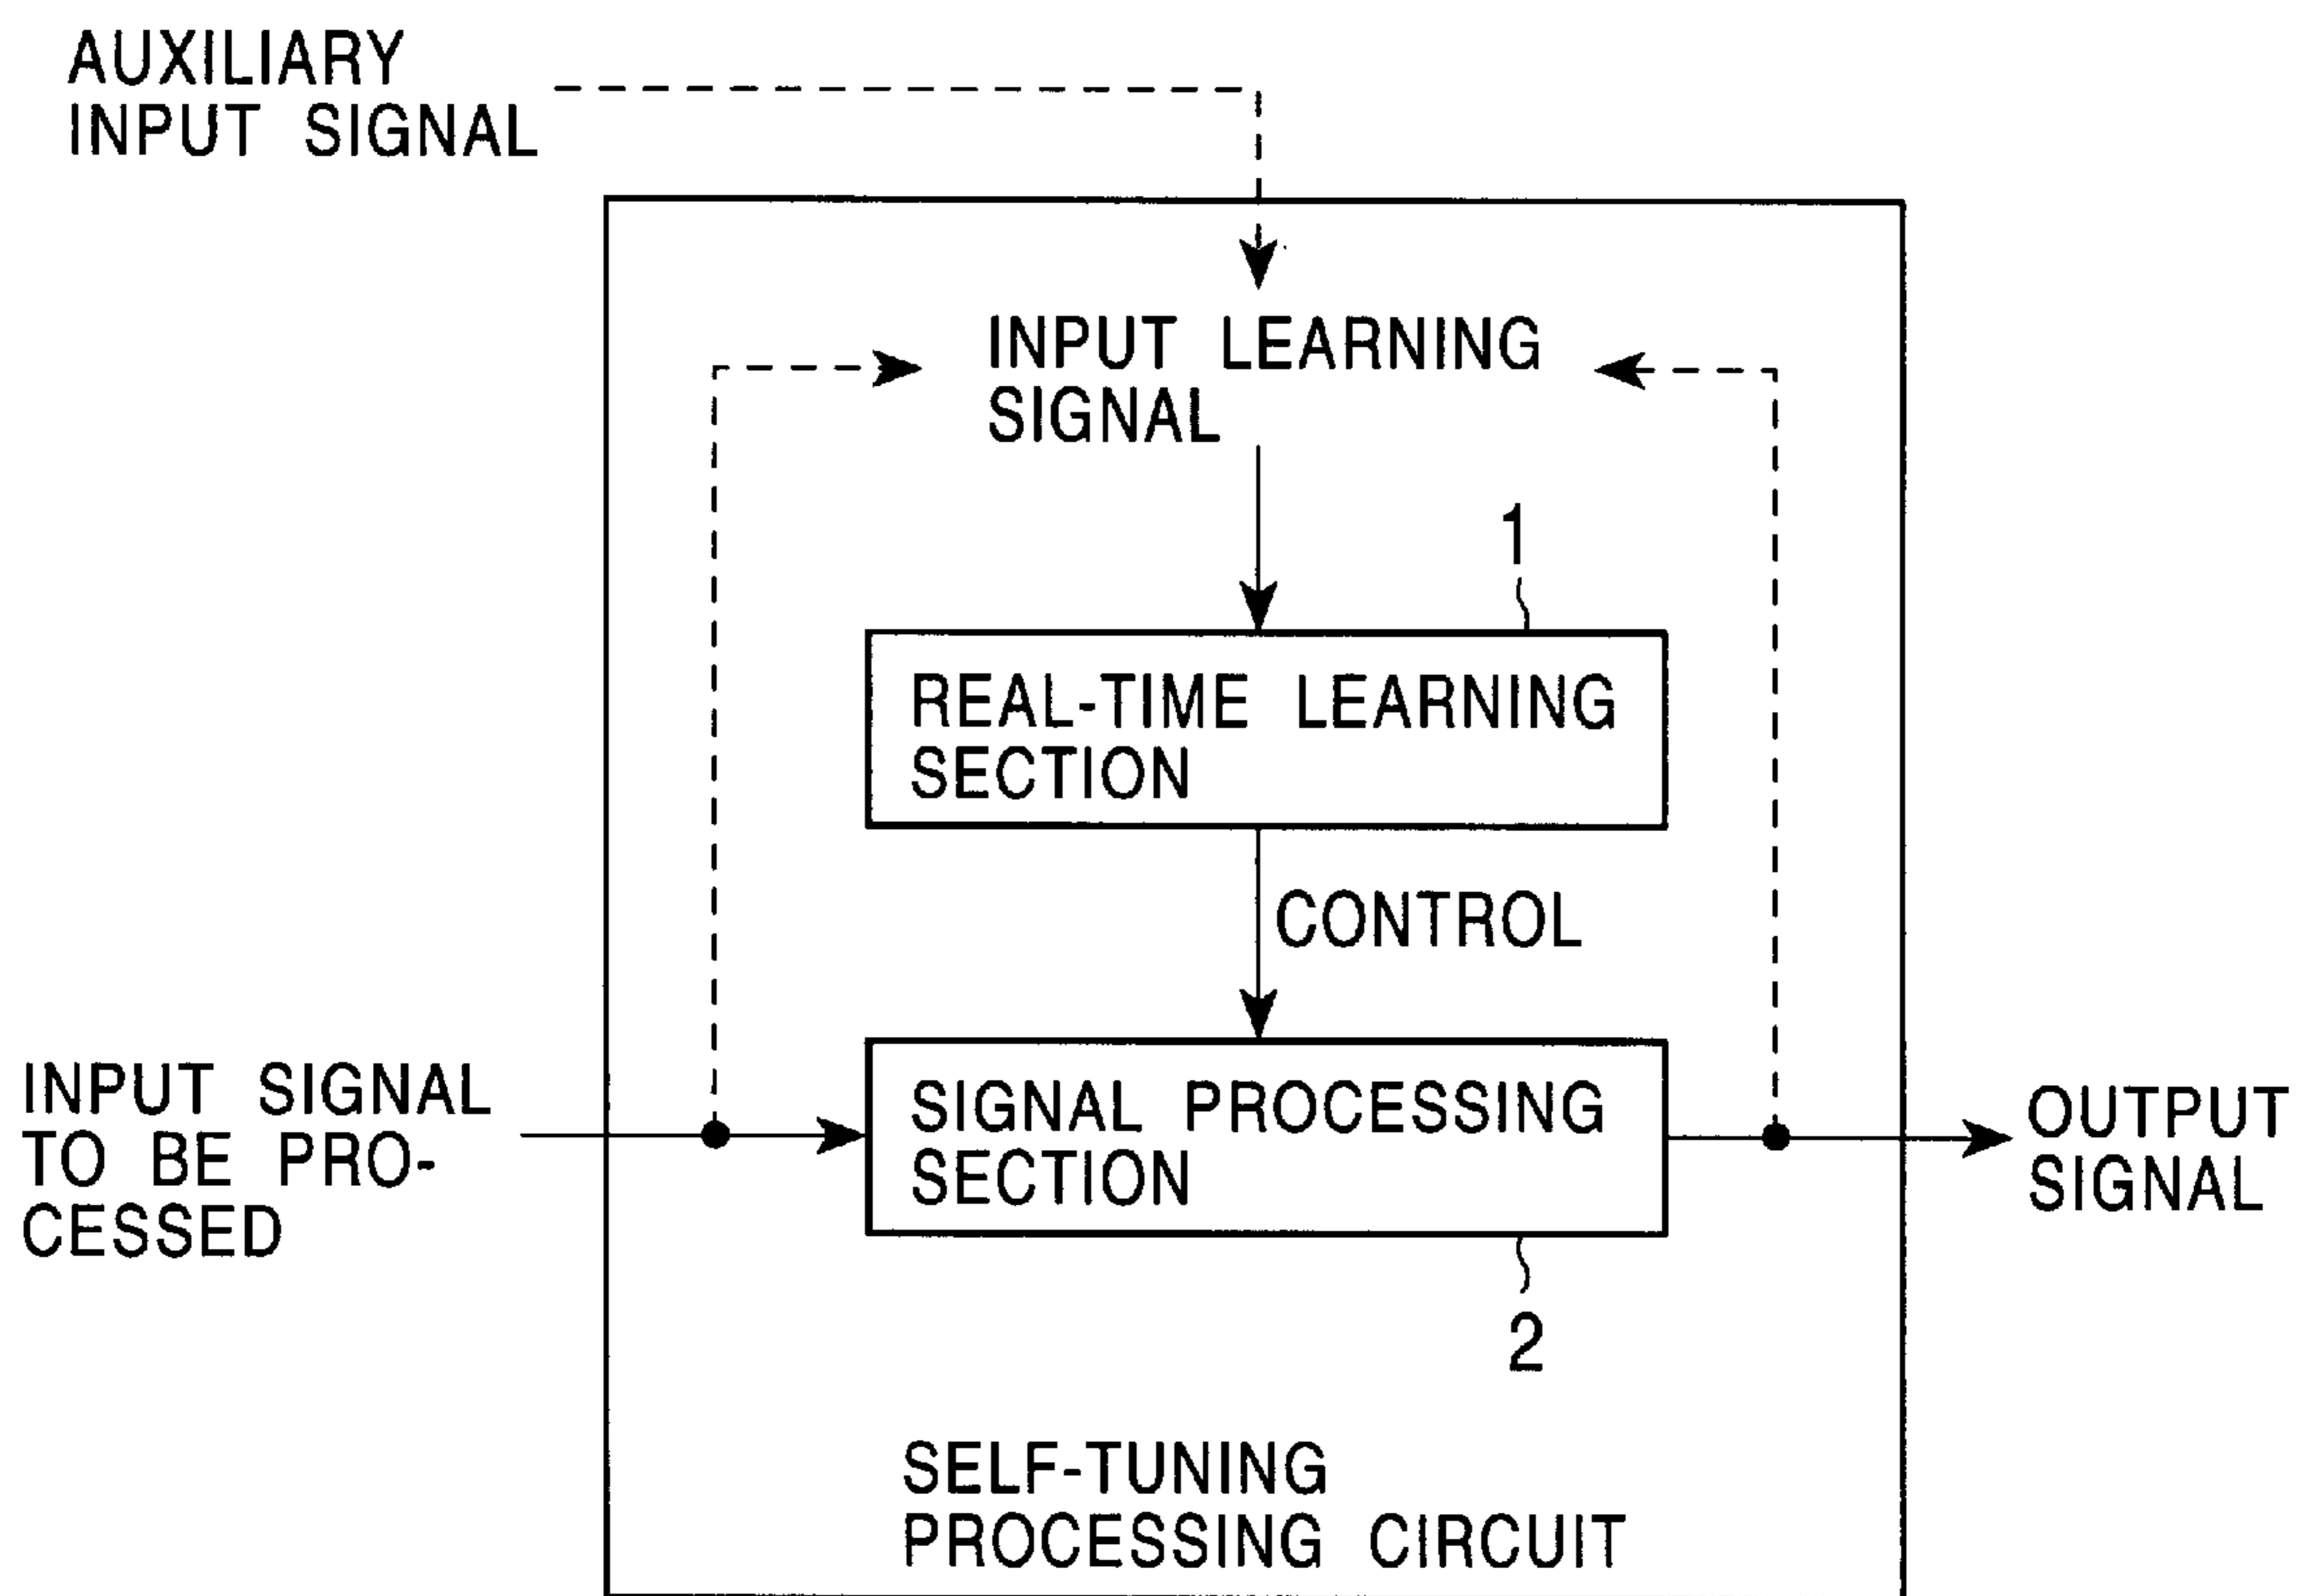 AUXILIARY
INPUT SIGNAL
INPUT LEARNING
SIGNAL
1
REAL-TIME LEARNING
SECTION
CONTROL
INPUT SIGNAL
TO BE PRO-
CESSED
SIGNAL PROCESSING
SECTION
OUTPUT
SIGNAL
2
SELF-TUNING
PROCESSING CIRCUIT